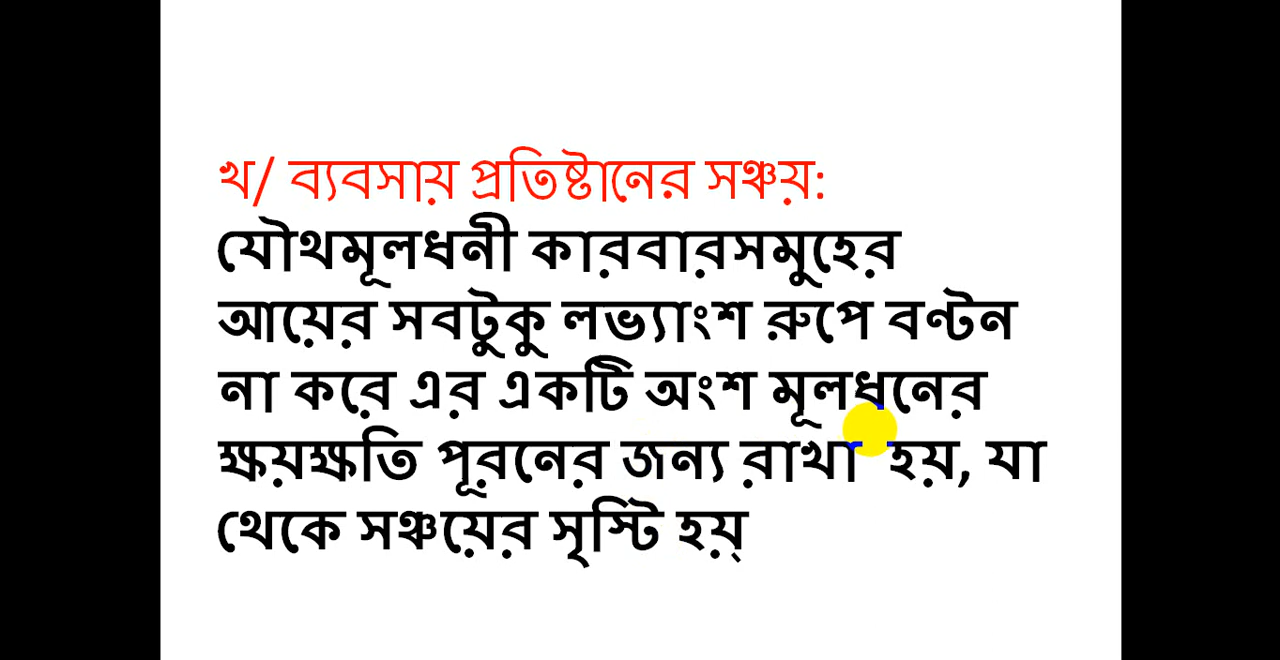 খ/ ব্যবসায় প্রতিষ্টানের সঞ্চয়:
যৌথমূলধনী কারবারসমুহের
আয়ের সবটুকু লভ্যাংশ রুপে বণ্টন
না করে এর একটি অংশ মূলধনের
ক্ষয়ক্ষতি পূরনের জন্য রাখা হয়, যা
থেকে সঞ্চয়ের সৃস্টি হয়্